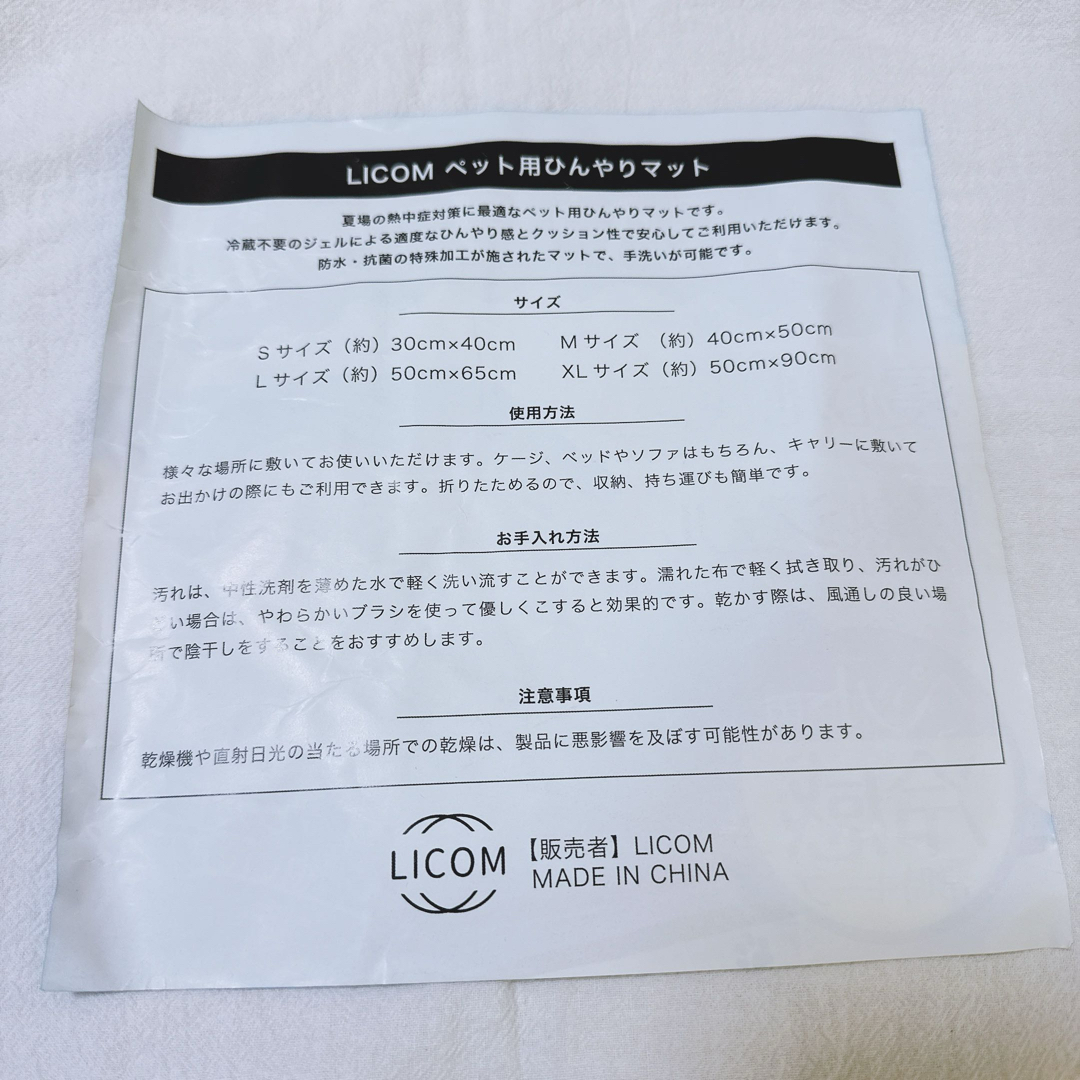 LICOM ペット用ひんやりマット
夏場の熱中症対策に最適なペット用ひんやりマットです。
冷蔵不要のジェルによる適度なひんやり感とクッション性で安心してご利用いただけます。
防水・抗菌の特殊加工が施されたマットで、手洗いが可能です。
サイズ
S サイズ（約）30cm×40cm M サイズ （約）40cm×50cm
L サイズ（約）50cm×65cm XL サイズ（約）50cm×90cm
使用方法
様々な場所に敷いてお使いいただけます。ケージ、ベッドやソファはもちろん、キャリーに敷いて
お出かけの際にもご利用できます。折りたためるので、収納、持ち運びも簡単です。
お手入れ方法
汚れは、中性洗剤を薄めた水で軽く洗い流すことができます。濡れた布で軽く拭き取り、汚れがひ
どい場合は、やわらかいブラシを使って優しくこすると効果的です。乾かす際は、風通しの良い場
所で陰干しをすることをおすすめします。
注意事項
乾燥機や直射日光の当たる場所での乾燥は、製品に悪影響を及ぼす可能性があります。
LICOM
【販売者】LICOM
MADE IN CHINA